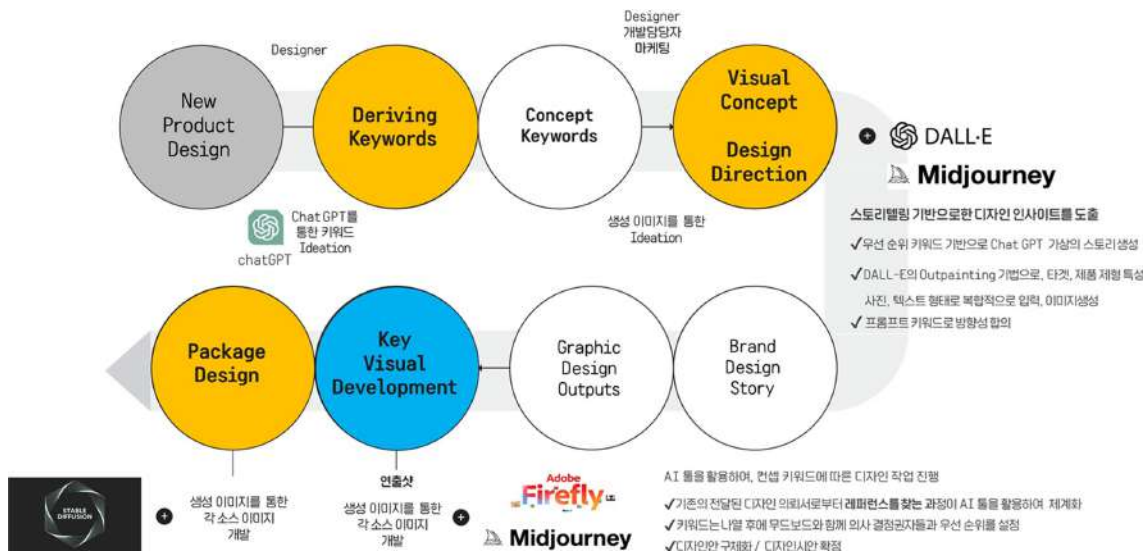 Designer
Designer
개발담당자
마케팅
New
Product
Design
Deriving
Keywords
Concept
Keywords
Visual
Concept
Design
Direction
DALL·E
Midjourney
chatGPT
Chat GPT를
통한 키워드
Ideation
생성 이미지를 통한
Ideation
스토리텔링 기반으로한 디자인 인사이트를 도출
✓우선 순위 키워드 기반으로 Chat GPT 가상의 스토리 생성
✓DALL-E의 Outpainting 기법으로, 타겟, 제품 제형 특성
사진, 텍스트 형태로 복합적으로 입력, 이미지생성
✓프롬프트 키워드로 방향성 합의
Package
Design
Key
Visual
Development
Graphic
Design
Outputs
Brand
Design
Story
STABLE
DIFFUSION
생성 이미지를 통한
각 소스 이미지
개발
연출샷
생성 이미지를 통한
각 소스 이미지
개발
Adobe
Firefly
Midjourney
AI 툴을 활용하여, 컨셉 키워드에 따른 디자인 작업 진행
✓기존의 전달된 디자인 의뢰서로부터 레퍼런스를 찾는 과정이 AI 툴을 활용하여 체계화
✓키워드는 나열 후에 무드보드와 함께 의사 결정권자들과 우선 순위를 설정
✓디자인안 구체화 / 디자인시안 확정